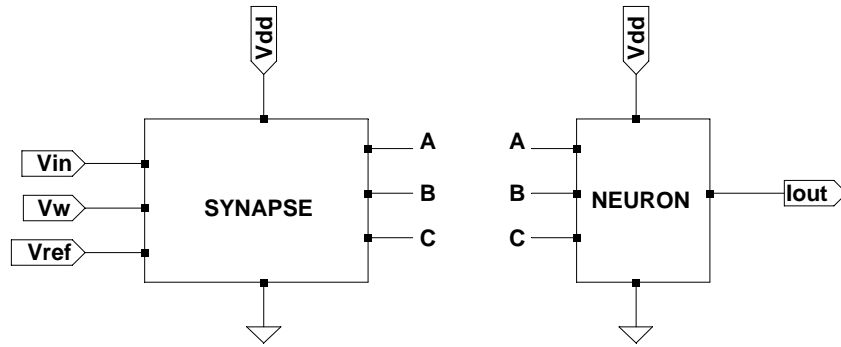 Vdd
Vdd
Vin
Vw
Vref
SYNAPSE
A
B
C
A
B
C
NEURON
Iout